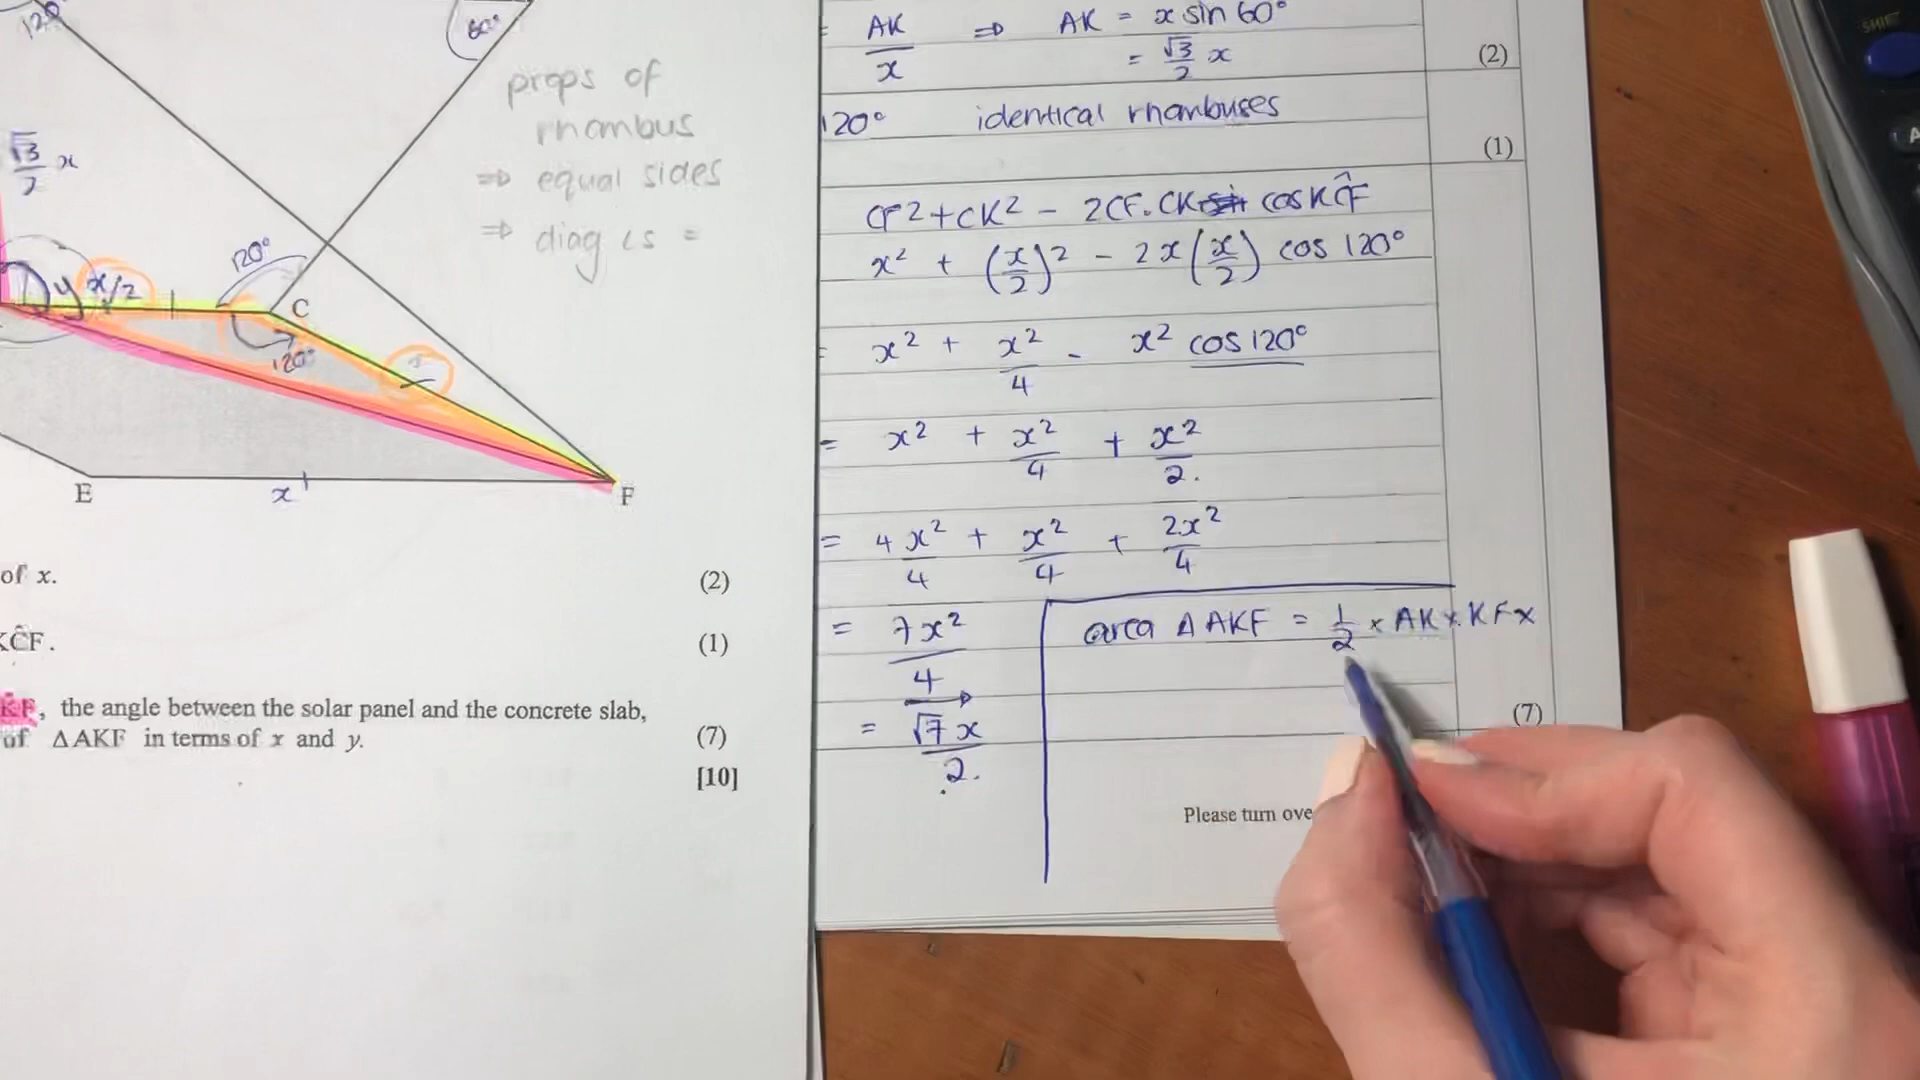 120°
60°
props of
rhombus
⇒ equal sides
⇒ diag ∠s =
√3/2 x
y x/2
120°
C
120°
E
x
F
of x.
(2)
KĈF.
(1)
K̂F, the angle between the solar panel and the concrete slab,
of ΔAKF in terms of x and y.
(7)
[10]
= AK/x ⇒ AK = x sin 60°
= √3/2 x
(2)
120° identical rhombuses
(1)
CF² + CK² - 2CF.CK cos KĈF
x² + (x/2)² - 2x(x/2) cos 120°
= x² + x²/4 - x² cos 120°
= x² + x²/4 + x²/2.
= 4x²/4 + x²/4 + 2x²/4
= 7x²/4
= √7x/2.
area Δ AKF = 1/2 × AK × KF ×
(7)
Please turn ove
SHIFT